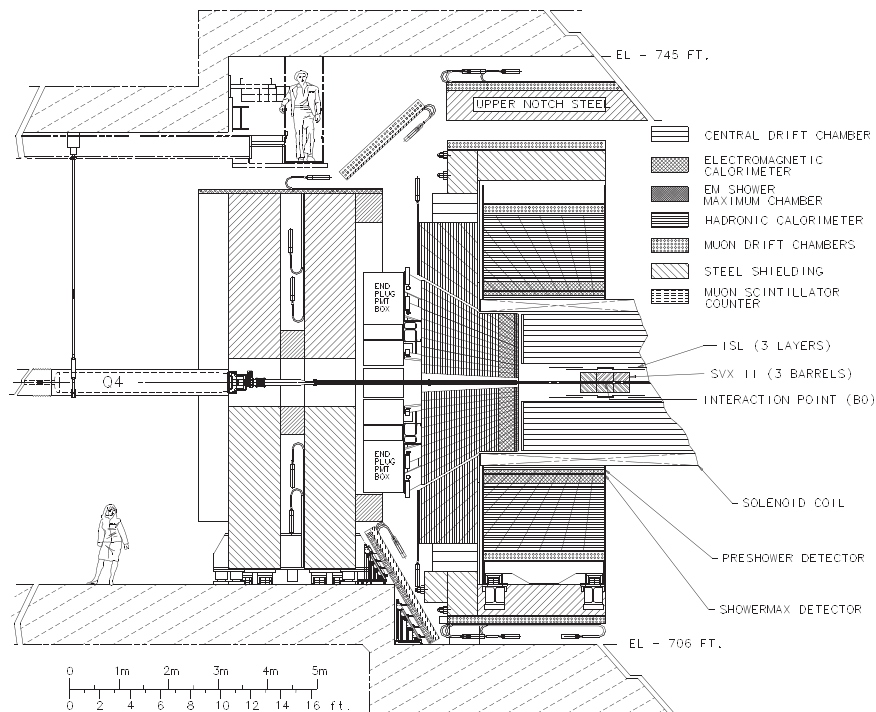 EL - 745 FT.
UPPER NOTCH STEEL
CENTRAL DRIFT CHAMBER
ELECTROMAGNETIC
CALORIMETER
EM SHOWER
MAXIMUM CHAMBER
HADRONIC CALORIMETER
MUON DRIFT CHAMBERS
STEEL SHIELDING
MUON SCINTILLATOR
COUNTER
END
PLUG
PMT
BOX
ISL (3 LAYERS)
Q4
SVX II (3 BARRELS)
INTERACTION POINT (B0)
END
PLUG
PMT
BOX
SOLENOID COIL
PRESHOWER DETECTOR
SHOWERMAX DETECTOR
EL - 706 FT.
0 1m 2m 3m 4m 5m
0 2 4 6 8 10 12 14 16 ft.